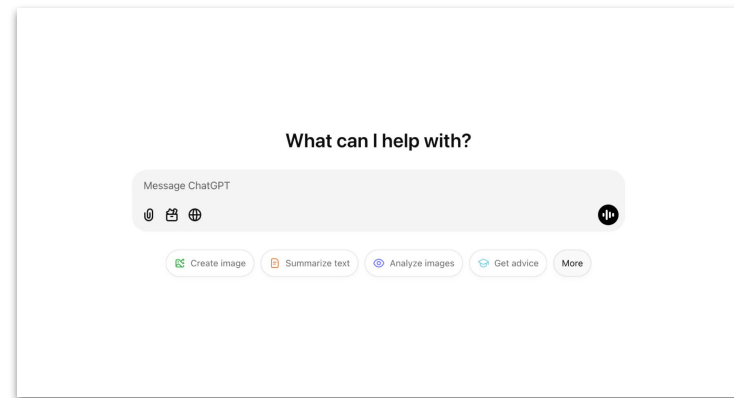 What can I help with?
Message ChatGPT
Create image Summarize text Analyze images Get advice More